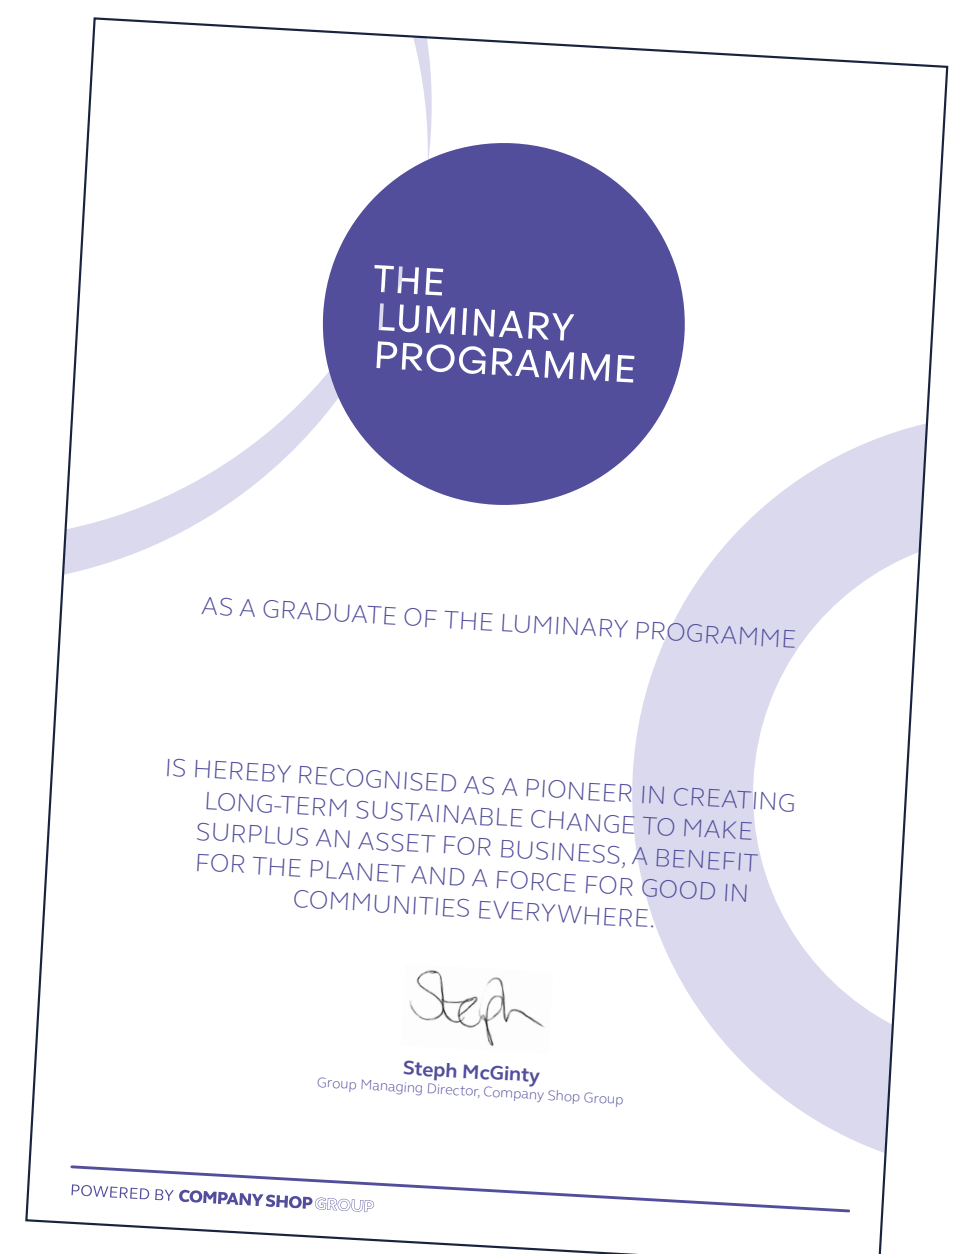 THE
LUMINARY
PROGRAMME
AS A GRADUATE OF THE LUMINARY PROGRAMME
IS HEREBY RECOGNISED AS A PIONEER IN CREATING
LONG-TERM SUSTAINABLE CHANGE TO MAKE
SURPLUS AN ASSET FOR BUSINESS, A BENEFIT
FOR THE PLANET AND A FORCE FOR GOOD IN
COMMUNITIES EVERYWHERE.
Steph
Steph McGinty
Group Managing Director, Company Shop Group
POWERED BY COMPANY SHOP GROUP